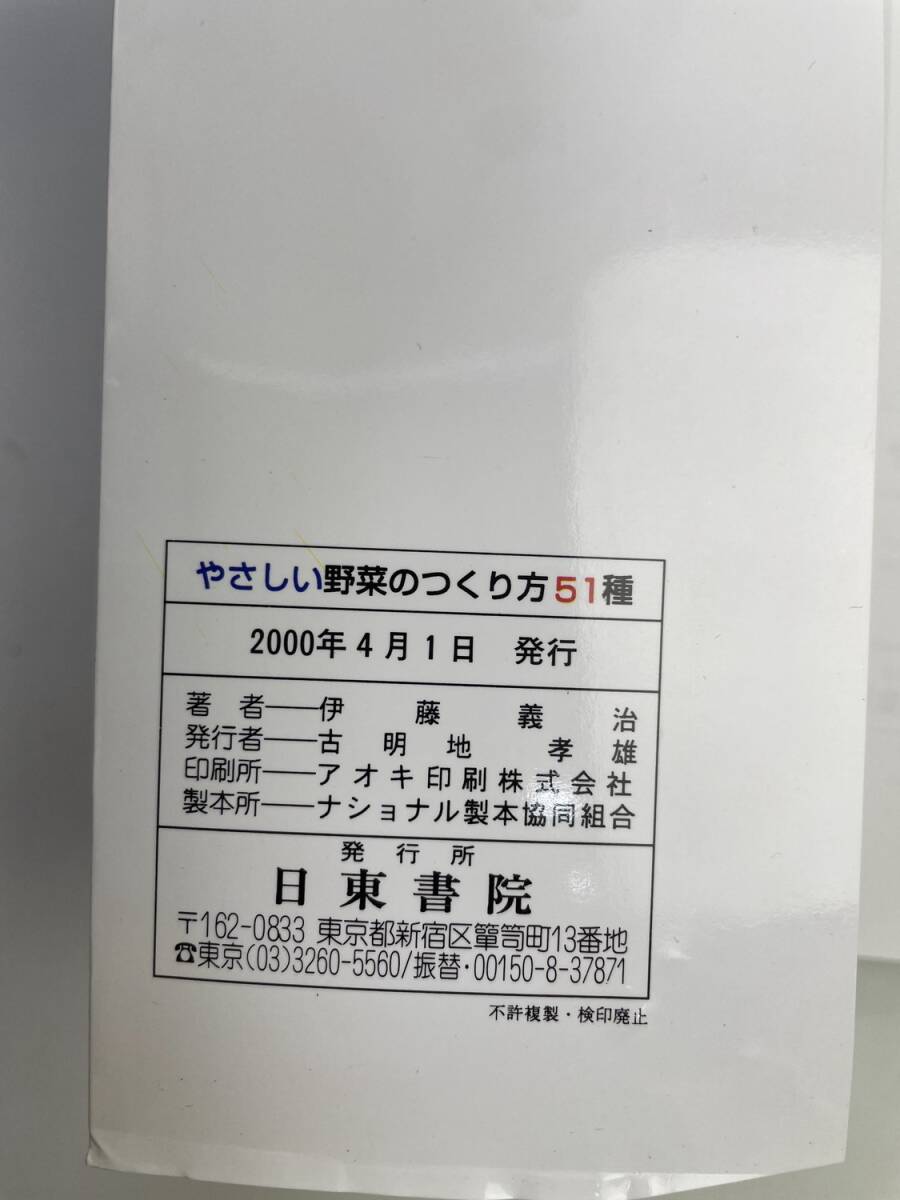 やさしい野菜のつくり方51種
2000年4月1日 発行
著者──伊藤義治
発行者──古明地孝雄
印刷所──アオキ印刷株式会社
製本所──ナショナル製本協同組合
発行所
日東書院
〒162-0833 東京都新宿区簞笥町13番地
☎東京(03)3260-5560/振替・00150-8-37871
不許複製・検印廃止